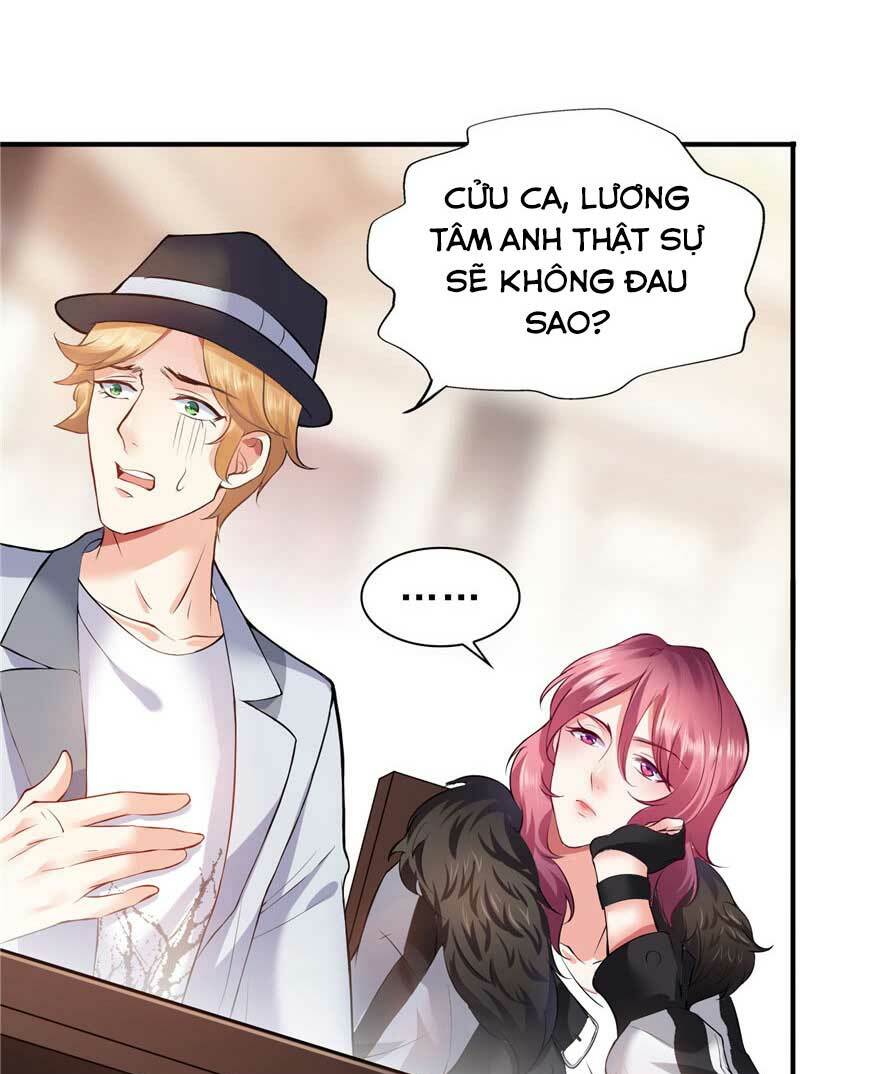 CỬU CA, LƯƠNG
TÂM ANH THẬT SỰ
SẼ KHÔNG ĐAU
SAO?
......